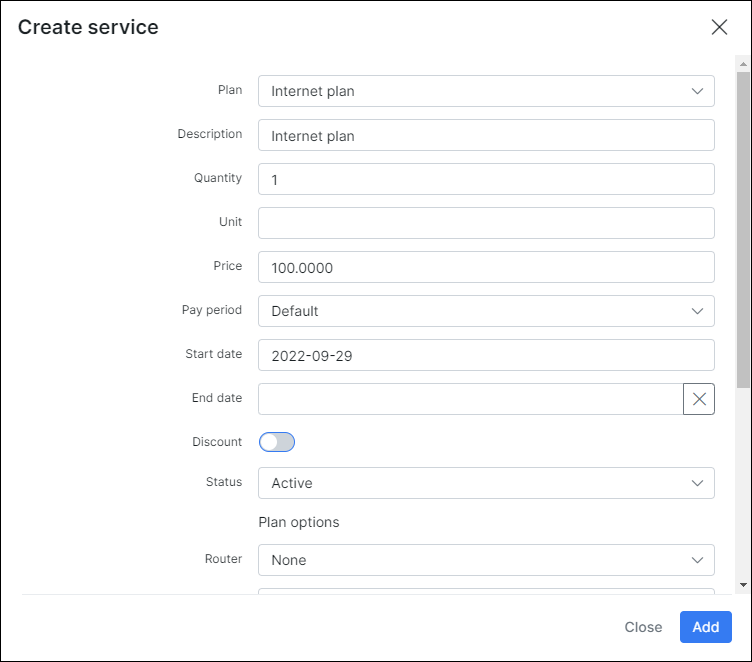 Create service
Plan Internet plan
Description Internet plan
Quantity 1
Unit
Price 100.0000
Pay period Default
Start date 2022-09-29
End date
Discount
Status Active
Plan options
Router None
Close Add